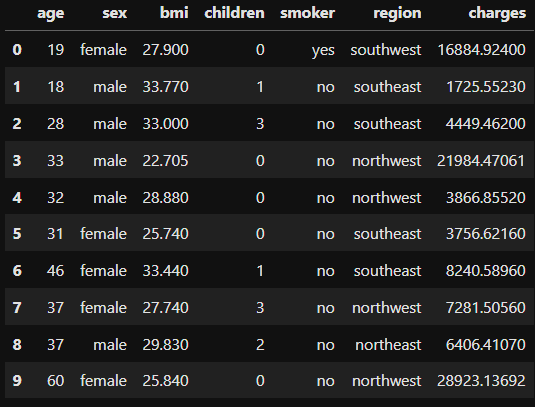 age sex bmi children smoker region charges
0 19 female 27.900 0 yes southwest 16884.92400
1 18 male 33.770 1 no southeast 1725.55230
2 28 male 33.000 3 no southeast 4449.46200
3 33 male 22.705 0 no northwest 21984.47061
4 32 male 28.880 0 no northwest 3866.85520
5 31 female 25.740 0 no southeast 3756.62160
6 46 female 33.440 1 no southeast 8240.58960
7 37 female 27.740 3 no northwest 7281.50560
8 37 male 29.830 2 no northeast 6406.41070
9 60 female 25.840 0 no northwest 28923.13692